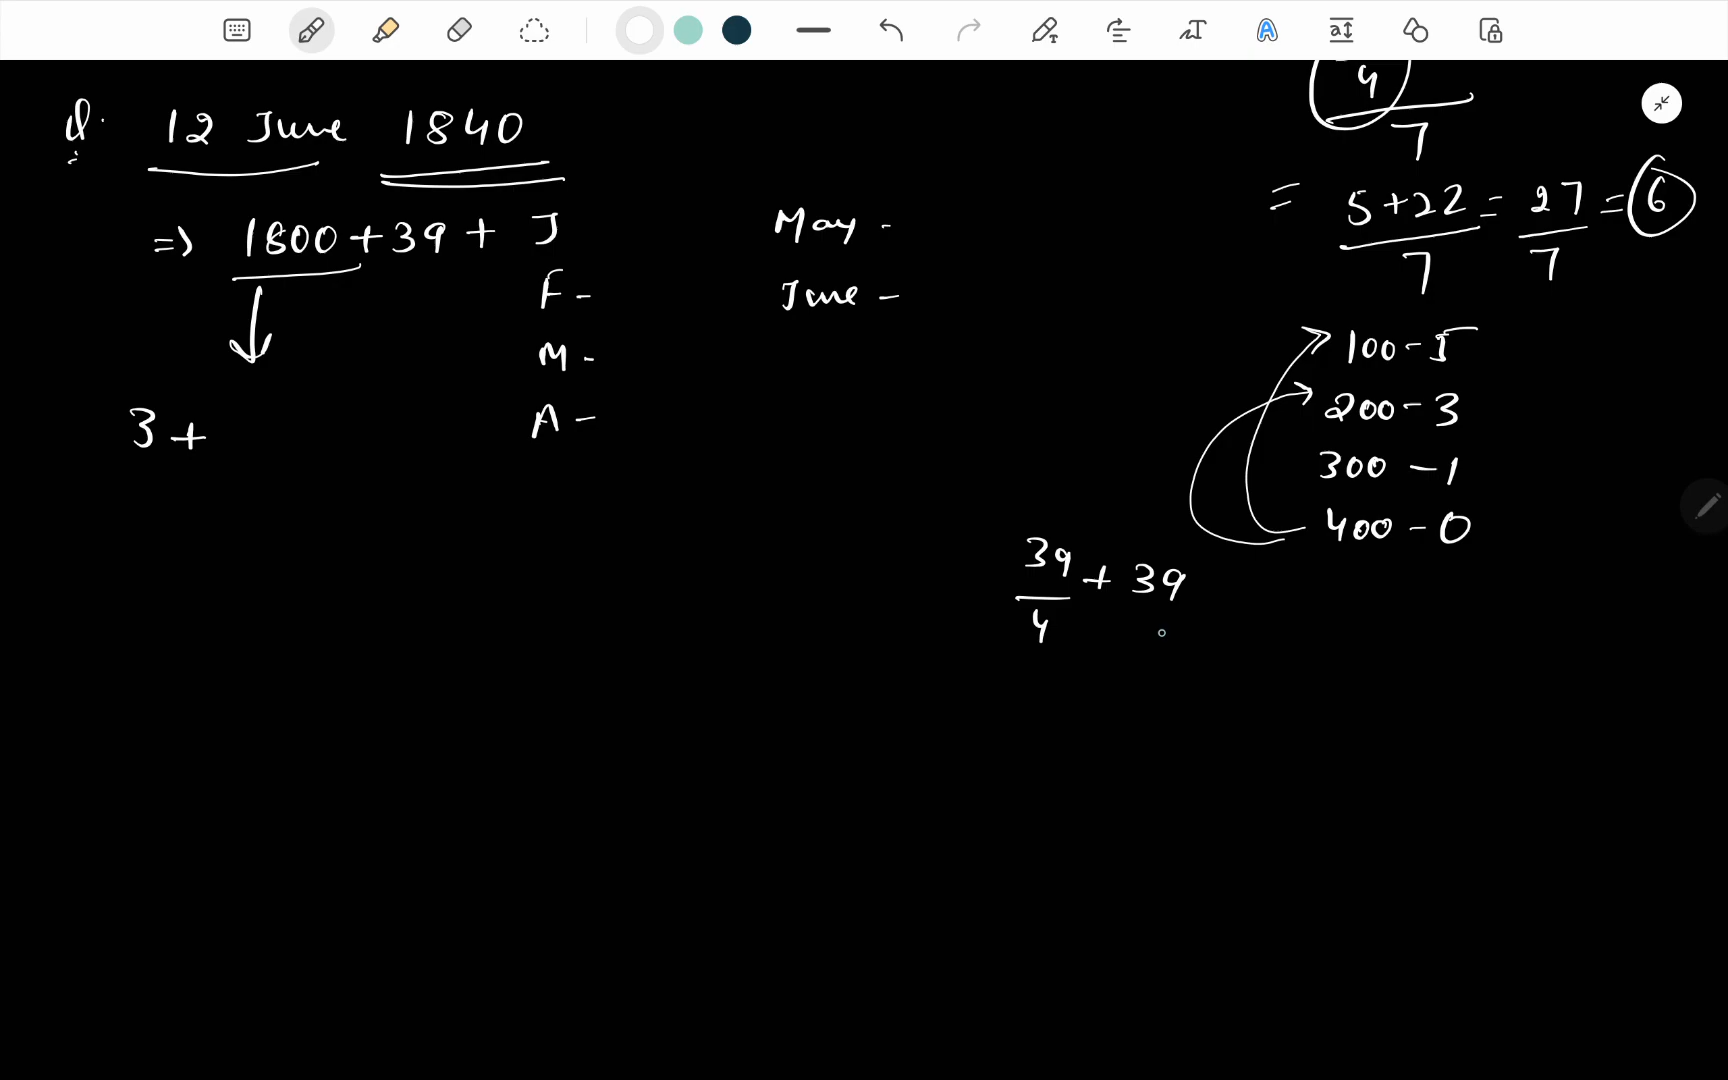 Q. 12 June 1840
=> 1800 + 39 + J
F -
M -
A -
May -
June -
3 +
4
7
= 5+22 = 27 = 6
7 7
100 - 5
200 - 3
300 - 1
400 - 0
39 + 39
4